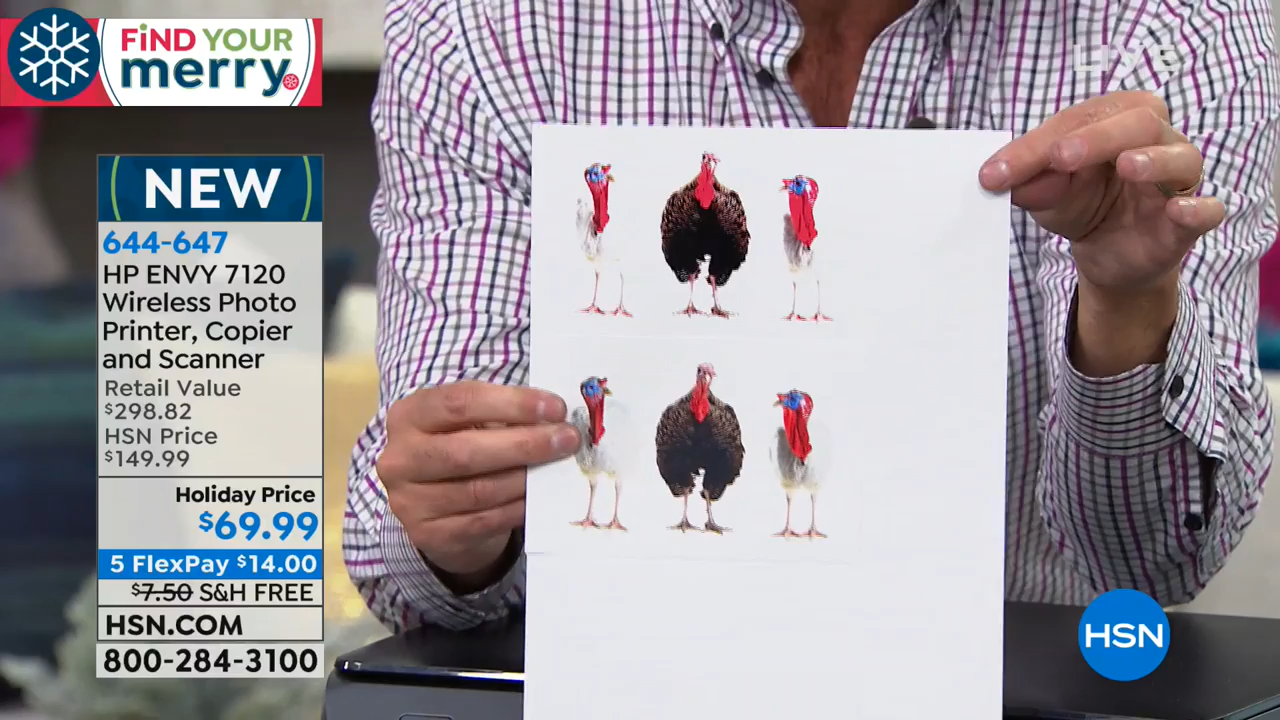 FiND YOUR
merry.
LIVE
NEW
644-647
HP ENVY 7120
Wireless Photo
Printer, Copier
and Scanner
Retail Value
$298.82
HSN Price
$149.99
Holiday Price
$69.99
5 FlexPay $14.00
$7.50 S&H FREE
HSN.COM
800-284-3100
HSN